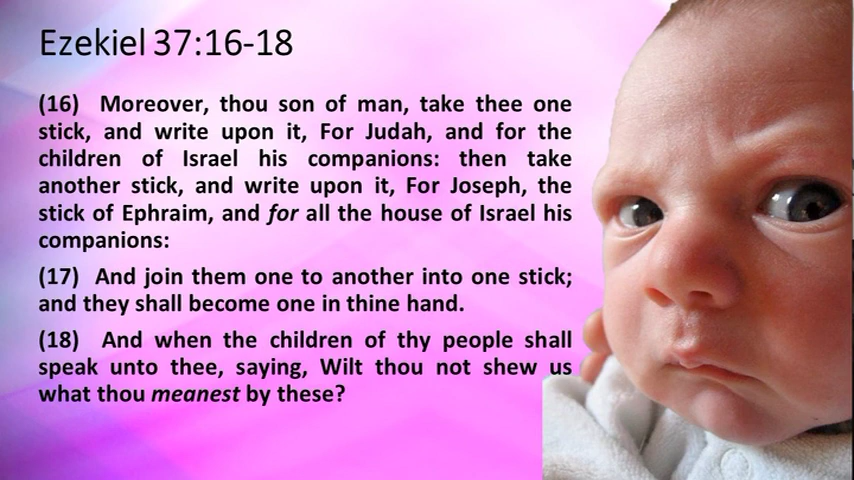 Ezekiel 37:16-18
(16) Moreover, thou son of man, take thee one
stick, and write upon it, For Judah, and for the
children of Israel his companions: then take
another stick, and write upon it, For Joseph, the
stick of Ephraim, and for all the house of Israel his
companions:
(17) And join them one to another into one stick;
and they shall become one in thine hand.
(18) And when the children of thy people shall
speak unto thee, saying, Wilt thou not shew us
what thou meanest by these?